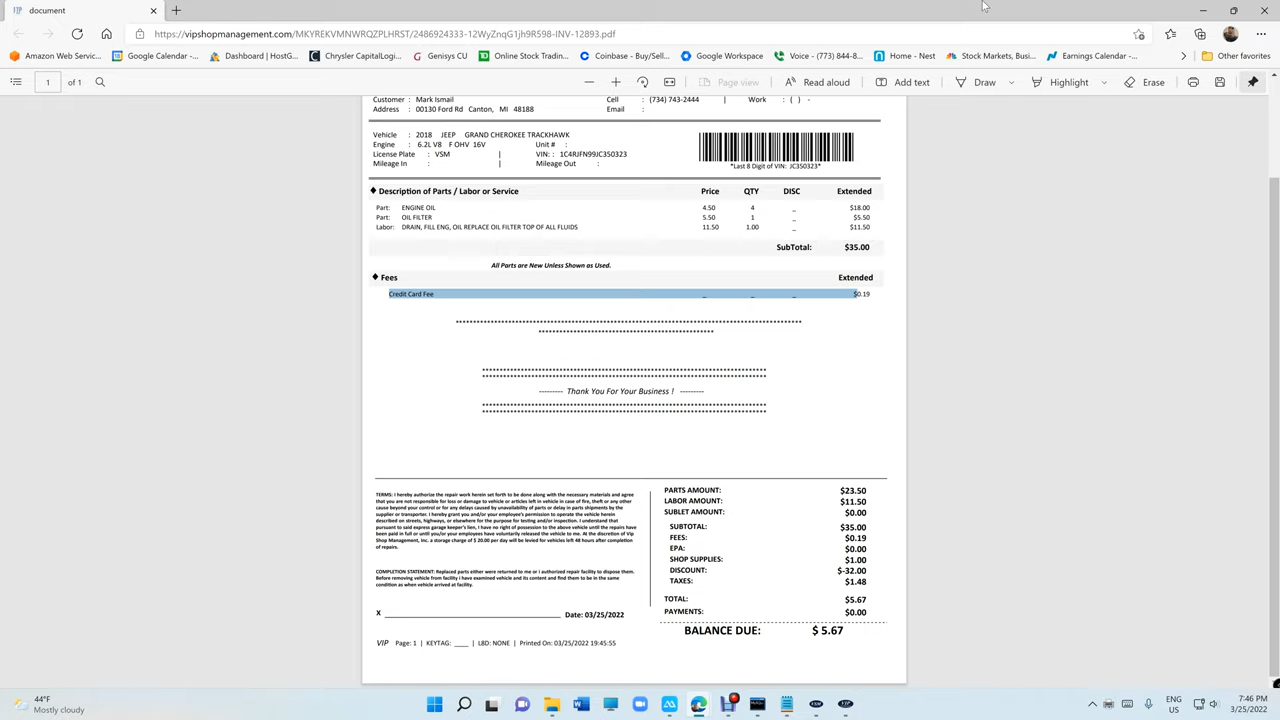 document
https://vipshopmanagement.com/MKYREKVMNWRQZPLHRST/2486924333-12WyZnqG1jh9R598-INV-12893.pdf
Amazon Web Servic... Google Calendar -... Dashboard | HostG... Chrysler CapitalLogi... Genisys CU Online Stock Trading... Coinbase - Buy/Sell... Google Workspace Voice - (773) 844-8... Home - Nest Stock Markets, Busi... Earnings Calendar -... Other favorites
1 of 1 Page view Read aloud Add text Draw Highlight Erase
Customer : Mark Ismail Cell : (734) 743-2444 | Work : ( ) -
Address : 00130 Ford Rd Canton, MI 48188 Email :
Vehicle : 2018 JEEP GRAND CHEROKEE TRACKHAWK
Engine : 6.2L V8 F OHV 16V Unit # :
License Plate : VSM | VIN: : 1C4RJFN99JC350323
Mileage In : | Mileage Out :
*Last 8 Digit of VIN: JC350323*
Description of Parts / Labor or Service Price QTY DISC Extended
Part: ENGINE OIL 4.50 4 _ $18.00
Part: OIL FILTER 5.50 1 _ $5.50
Labor: DRAIN, FILL ENG, OIL REPLACE OIL FILTER TOP OF ALL FLUIDS 11.50 1.00 _ $11.50
SubTotal: $35.00
All Parts are New Unless Shown as Used.
Fees Extended
Credit Card Fee _ _ _ $0.19
--------- Thank You For Your Business ! ---------
TERMS: i hereby authorize the repair work herein set forth to be done along with the necessary materials and agree
that you are not responsible for loss or damage to vehicle or articles left in vehicle in case of fire, theft or any other
cause beyond your control or for any delays caused by unavailability of parts or delay in parts shipments by the
supplier or transporter. I hereby grant you and/or your employee's permission to operate the vehicle herein
described on streets, highways, or elsewhere for the purpose for testing and/or inspection. I understand that
pursuant to said express garage keeper's lien, i have no right of possession to the above vehicle until the repairs have
been paid in full or until you/or your employees have voluntarily released the vehicle to me. At the discretion of Vip
Shop Management, Inc. a storage charge of $ 20.00 per day will be levied for vehicles left 48 hours after completion
of repairs.
COMPLETION STATEMENT: Replaced parts either were returned to me or i authorized repair facility to dispose them.
Before removing vehicle from facility i have examined vehicle and its content and find them to be in the same
condition as when vehicle arrived at facility.
X Date: 03/25/2022
VIP Page: 1 | KEYTAG: ____ | LBD: NONE | Printed On: 03/25/2022 19:45:55
PARTS AMOUNT: $23.50
LABOR AMOUNT: $11.50
SUBLET AMOUNT: $0.00
SUBTOTAL: $35.00
FEES: $0.19
EPA: $0.00
SHOP SUPPLIES: $1.00
DISCOUNT: $-32.00
TAXES: $1.48
TOTAL: $5.67
PAYMENTS: $0.00
BALANCE DUE: $ 5.67
44°F
Mostly cloudy
ENG
US
7:46 PM
3/25/2022